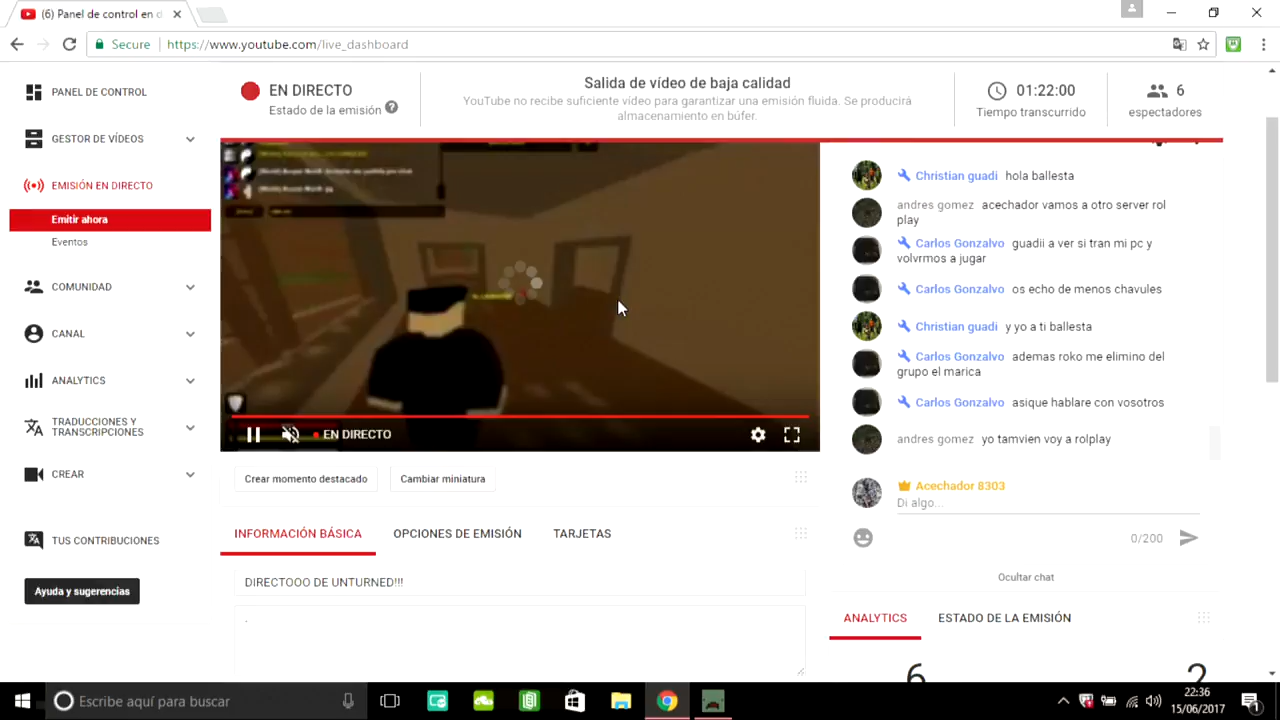 (6) Panel de control en d
Secure
https://www.youtube.com/live_dashboard
PANEL DE CONTROL
GESTOR DE VÍDEOS
EMISIÓN EN DIRECTO
Emitir ahora
Eventos
COMUNIDAD
CANAL
ANALYTICS
TRADUCCIONES Y
TRANSCRIPCIONES
CREAR
TUS CONTRIBUCIONES
Ayuda y sugerencias
EN DIRECTO
Estado de la emisión
Salida de vídeo de baja calidad
YouTube no recibe suficiente vídeo para garantizar una emisión fluida. Se producirá
almacenamiento en búfer.
01:22:00
Tiempo transcurrido
6
espectadores
EN DIRECTO
Crear momento destacado
Cambiar miniatura
INFORMACIÓN BÁSICA
OPCIONES DE EMISIÓN
TARJETAS
DIRECTOOO DE UNTURNED!!!
.
Christian guadi hola ballesta
andres gomez acechador vamos a otro server rol
play
Carlos Gonzalvo guadii a ver si tran mi pc y
volvrmos a jugar
Carlos Gonzalvo os echo de menos chavules
Christian guadi y yo a ti ballesta
Carlos Gonzalvo ademas roko me elimino del
grupo el marica
Carlos Gonzalvo asique hablare con vosotros
andres gomez yo tamvien voy a rolplay
Acechador 8303
Di algo...
0/200
Ocultar chat
ANALYTICS
ESTADO DE LA EMISIÓN
6
2
Escribe aquí para buscar
22:36
15/06/2017